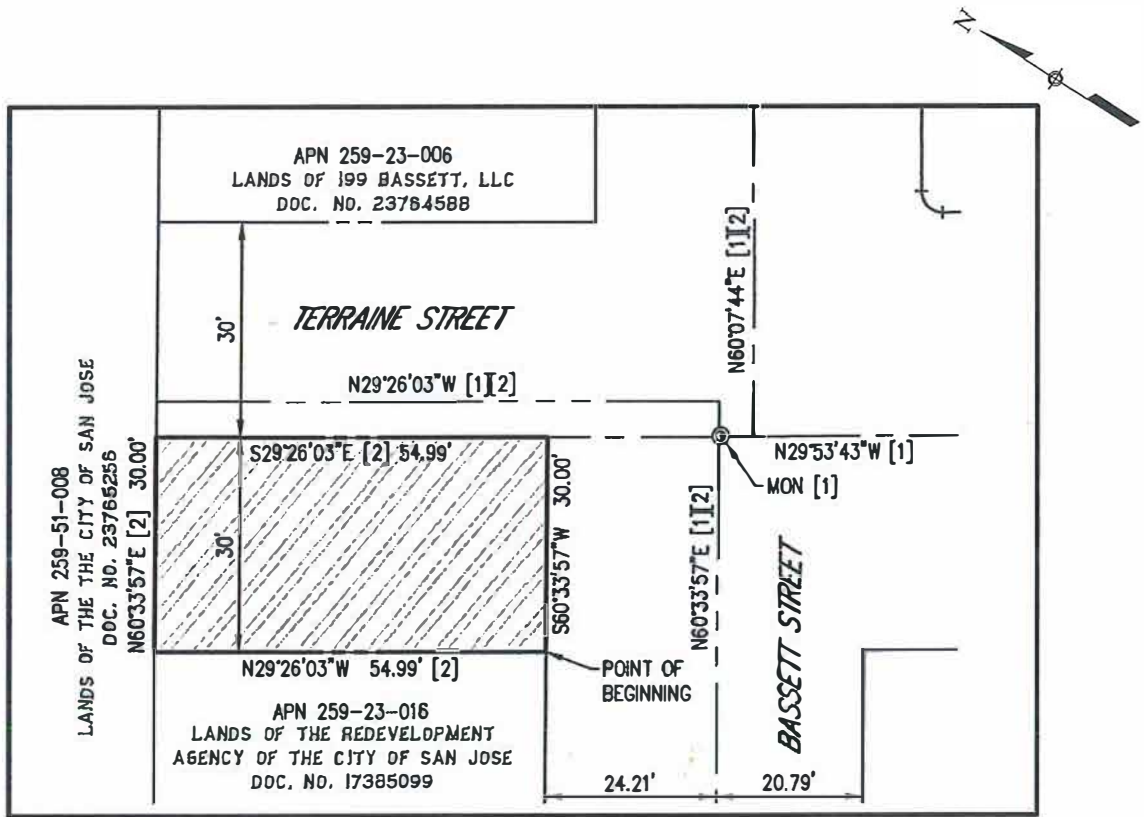 N
APN 259-23-006
LANDS OF 199 BASSETT, LLC
DOC. NO. 23764588
30'
TERRAINE STREET
N60°07'44"E [1][2]
N29°26'03"W [1][2]
APN 259-51-008
LANDS OF THE THE CITY OF SAN JOSE
DOC. NO. 23765256
N60°33'57"E [2] 30.00'
S29°26'03"E [2] 54.99'
30'
S60°33'57"W 30.00'
N29°53'43"W [1]
MON [1]
N60°33'57"E [1][2]
BASSETT STREET
N29°26'03"W 54.99' [2]
POINT OF
BEGINNING
APN 259-23-016
LANDS OF THE REDEVELOPMENT
AGENCY OF THE CITY OF SAN JOSE
DOC. NO. 17385099
24.21'
20.79'